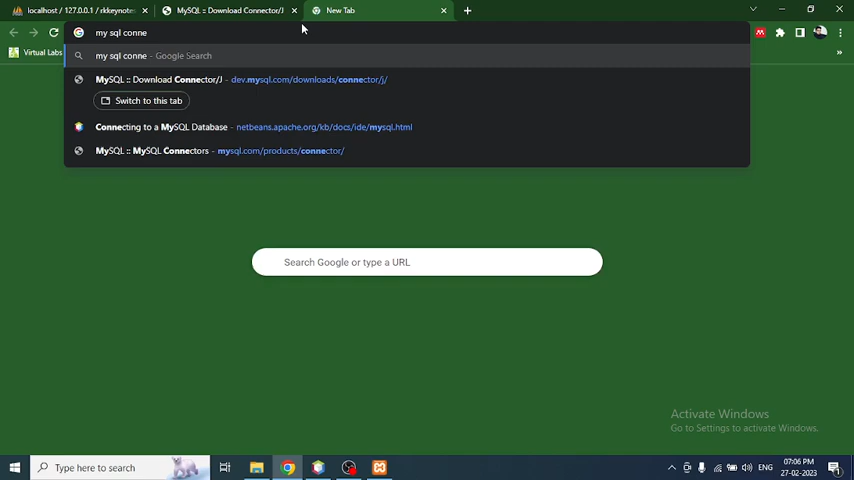 localhost / 127.0.0.1 / rkkeynotes
MySQL :: Download Connector/J
New Tab
my sql conne
Virtual Labs
»
my sql conne - Google Search
MySQL :: Download Connector/J - dev.mysql.com/downloads/connector/j/
Switch to this tab
Connecting to a MySQL Database - netbeans.apache.org/kb/docs/ide/mysql.html
MySQL :: MySQL Connectors - mysql.com/products/connector/
Search Google or type a URL
Activate Windows
Go to Settings to activate Windows.
Type here to search
ENG
07:06 PM
27-02-2023